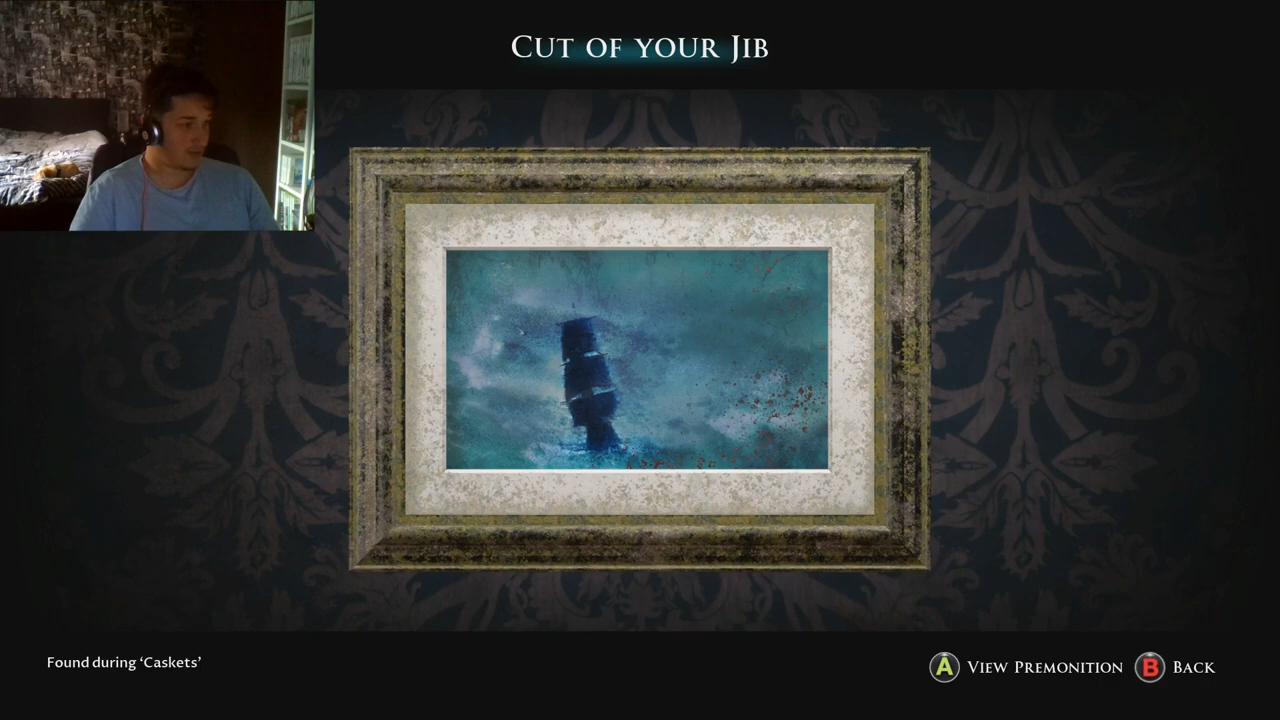 Cut of your Jib
Found during ‘Caskets’
A View Premonition B Back